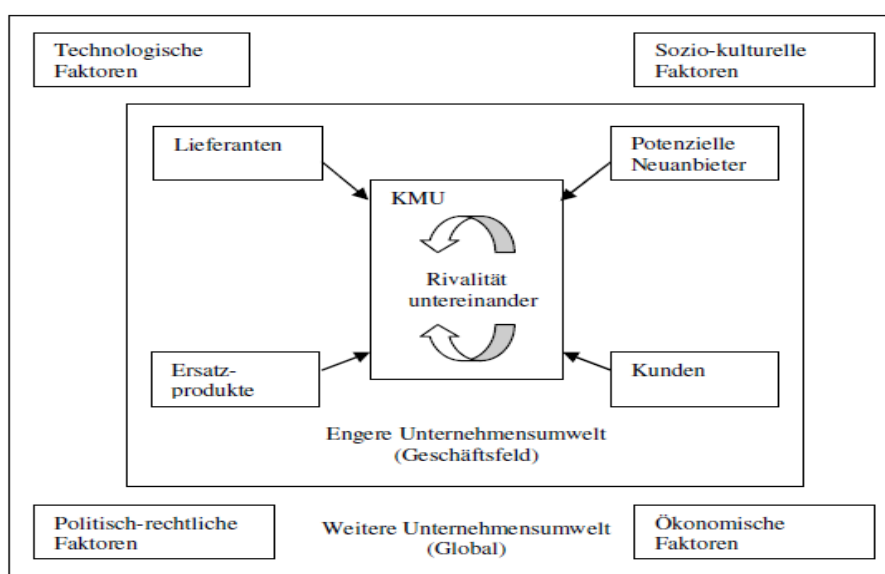 Technologische
Faktoren
Sozio-kulturelle
Faktoren
Lieferanten
Potenzielle
Neuanbieter
KMU
Rivalität
untereinander
Ersatz-
produkte
Kunden
Engere Unternehmensumwelt
(Geschäftsfeld)
Politisch-rechtliche
Faktoren
Weitere Unternehmensumwelt
(Global)
Ökonomische
Faktoren